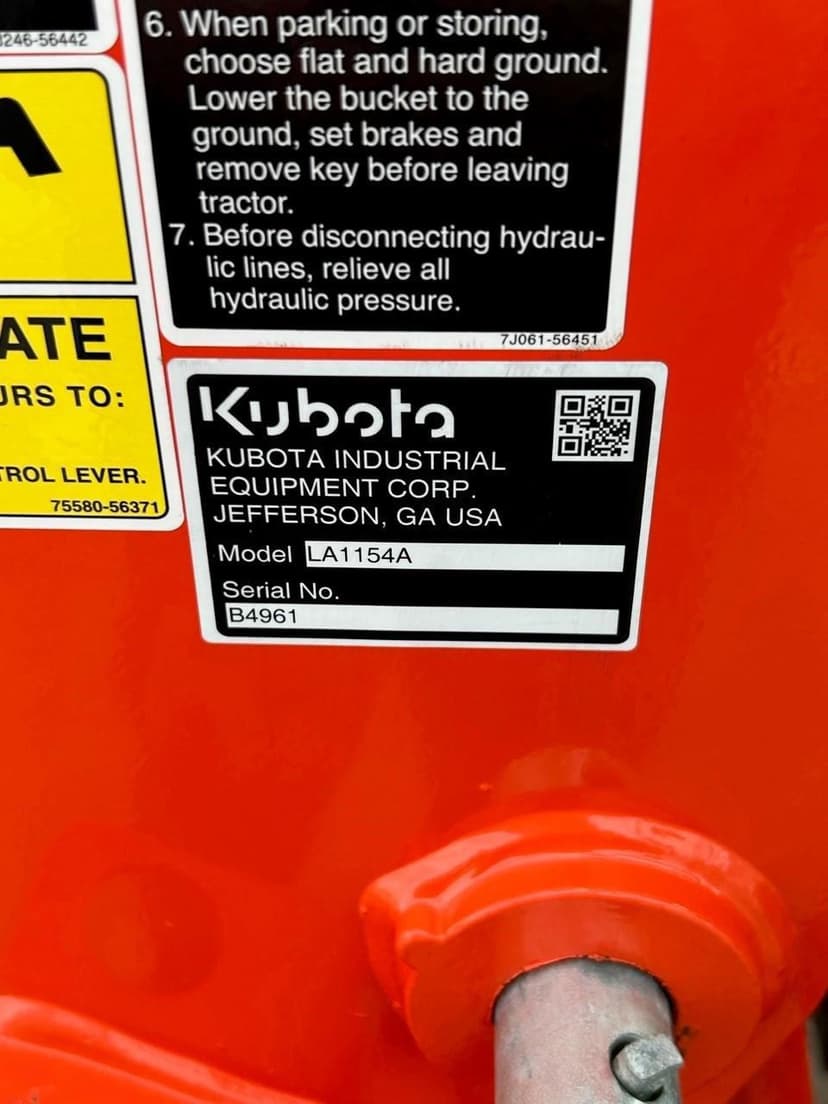 J246-56442
6. When parking or storing,
choose flat and hard ground.
Lower the bucket to the
ground, set brakes and
remove key before leaving
tractor.
7. Before disconnecting hydrau-
lic lines, relieve all
hydraulic pressure.
7J061-56451
A
ATE
URS TO:
TROL LEVER.
75580-56371
Kubota
KUBOTA INDUSTRIAL
EQUIPMENT CORP.
JEFFERSON, GA USA
Model LA1154A
Serial No.
B4961